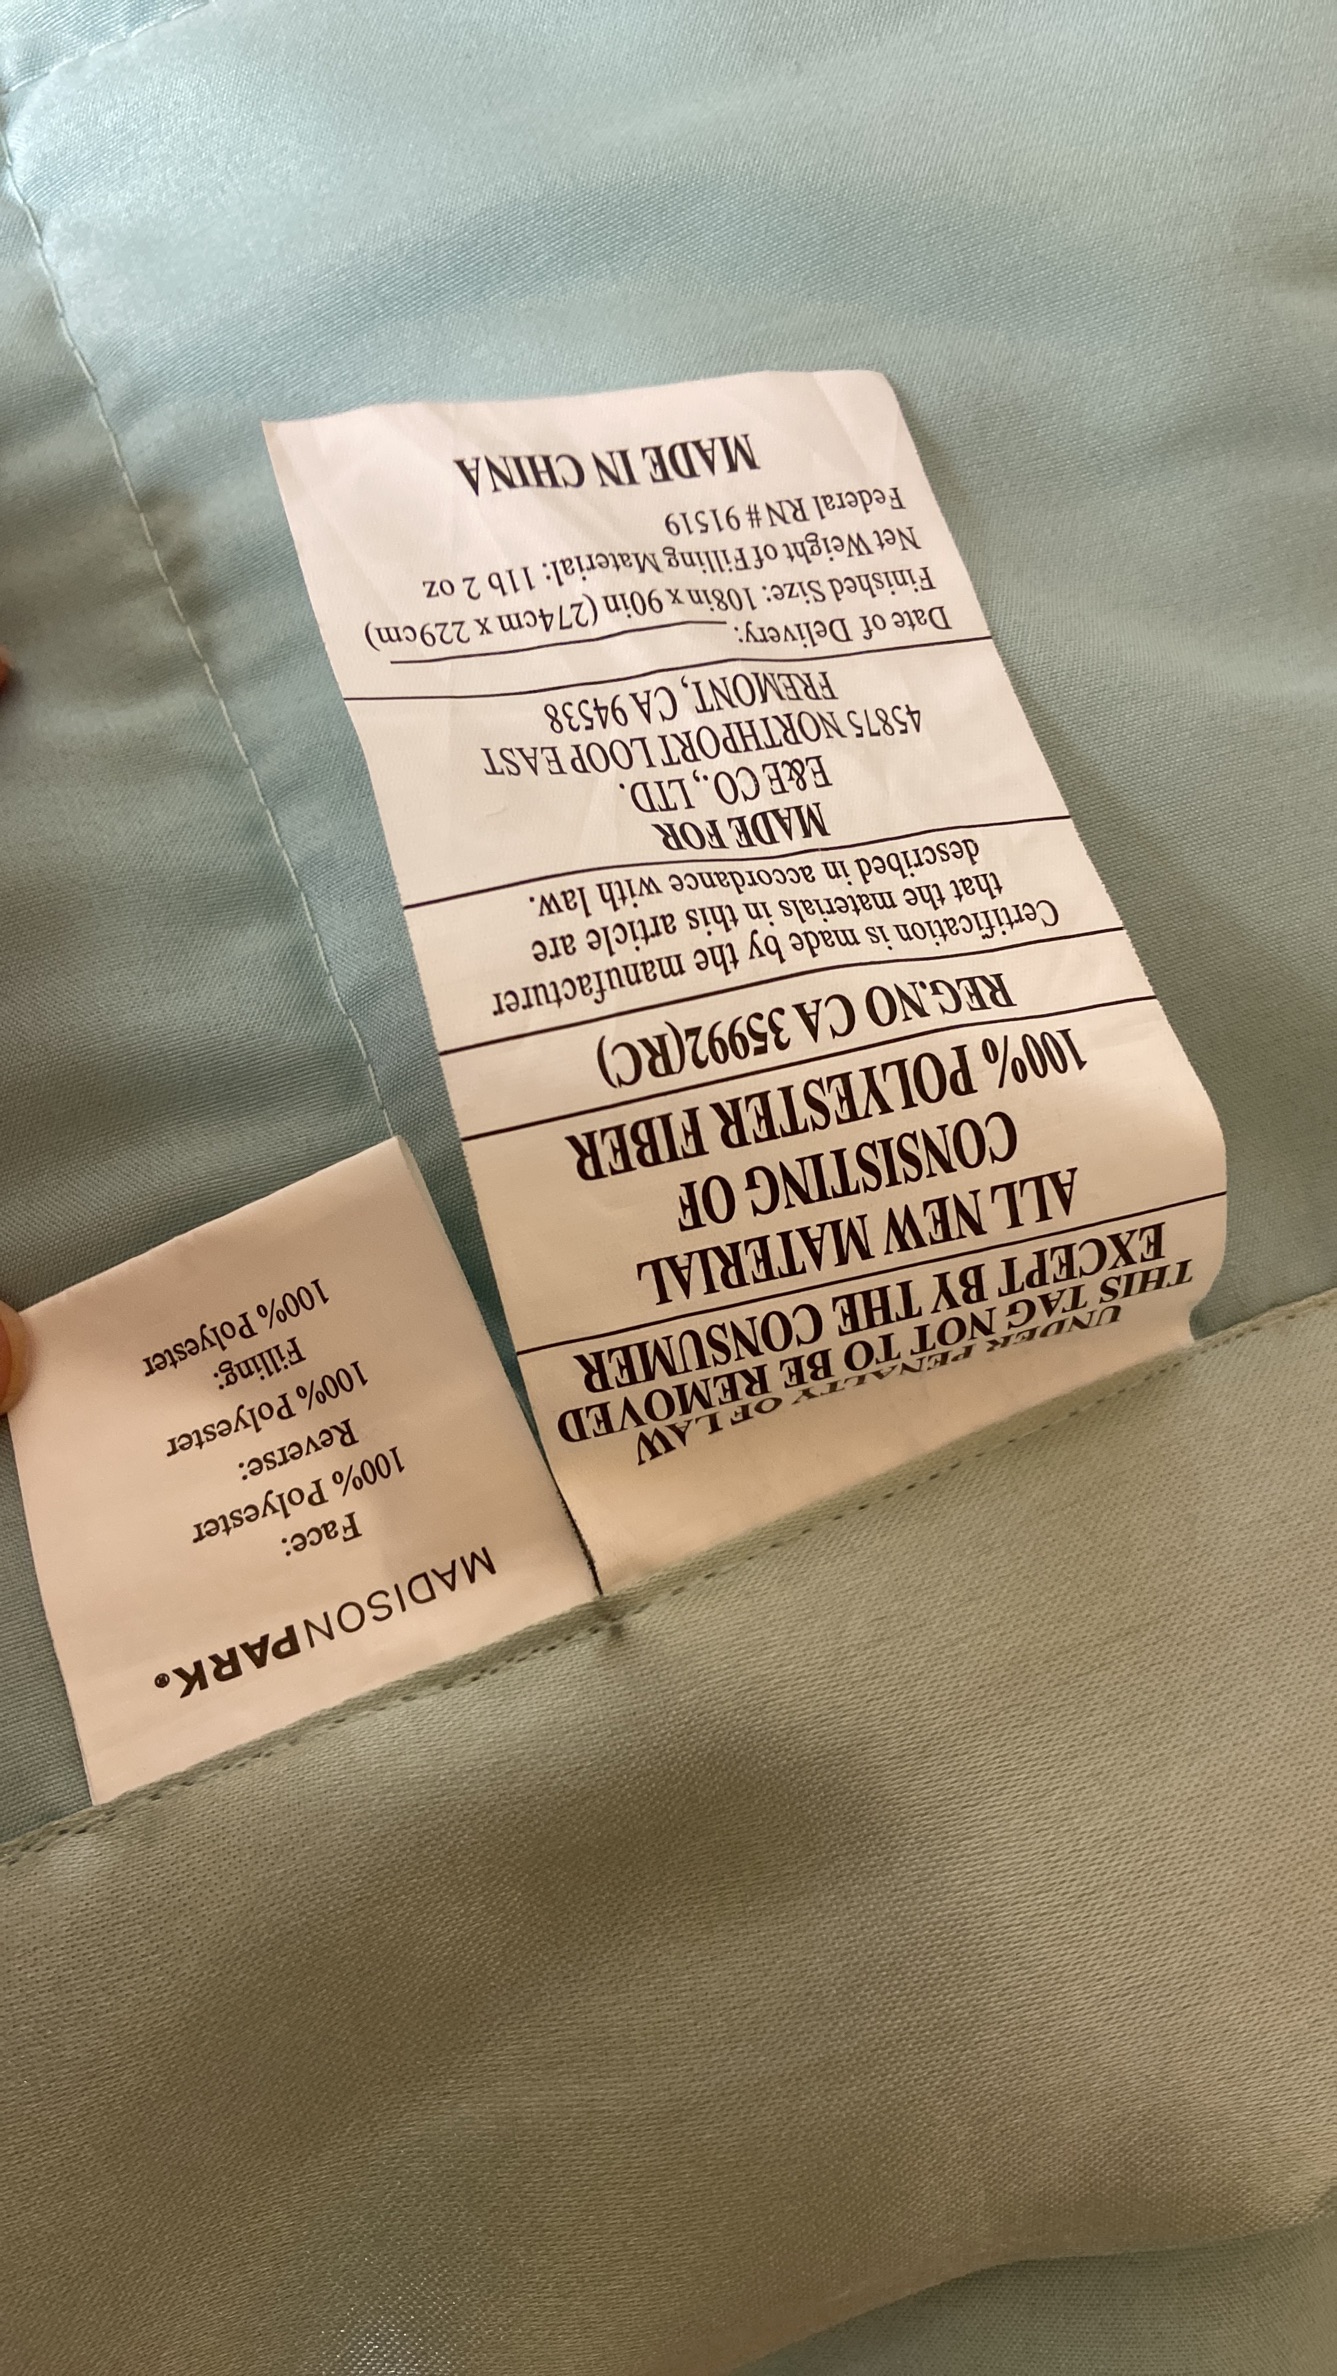 UNDER PENALTY OF LAW
THIS TAG NOT TO BE REMOVED
EXCEPT BY THE CONSUMER
ALL NEW MATERIAL
CONSISTING OF
100% POLYESTER FIBER
REG.NO CA 35992(RC)
Certification is made by the manufacturer
that the materials in this article are
described in accordance with law.
MADE FOR
E&E CO., LTD.
45875 NORTHPORT LOOP EAST
FREMONT, CA 94538
Date of Delivery:
Finished Size: 108in x 90in (274cm x 229cm)
Net Weight of Filling Material: 11b 2 oz
Federal RN # 91519
MADE IN CHINA
MADISONPARK®
Face:
100% Polyester
Reverse:
100% Polyester
Filling:
100% Polyester